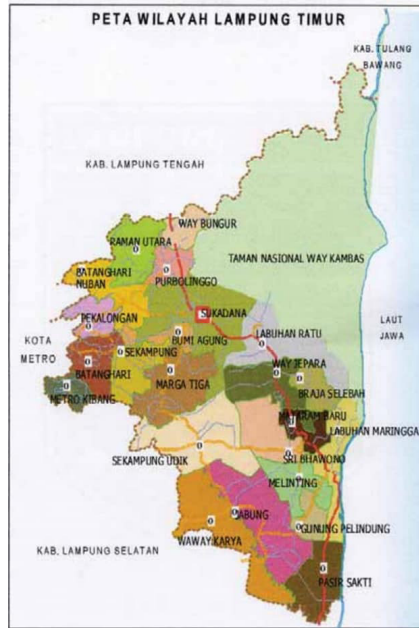 PETA WILAYAH LAMPUNG TIMUR
KAB. TULANG
BAWANG
KAB. LAMPUNG TENGAH
WAY BUNGUR
RAMAN UTARA
TAMAN NASIONAL WAY KAMBAS
BATANGHARI
NUBAN
PURBOLINGGO
SUKADANA
PEKALONGAN
LAUT
JAWA
KOTA
METRO
BUMI AGUNG
LABUHAN RATU
SEKAMPUNG
WAY JEPARA
BATANGHARI
MARGA TIGA
METRO KIBANG
BRAJA SELEBAH
MATARAM BARU
LABUHAN MARINGGA
SEKAMPUNG UDIK
SRI BHAWONO
MELINTING
JABUNG
WAWAY KARYA
GUNUNG PELINDUNG
KAB. LAMPUNG SELATAN
PASIR SAKTI